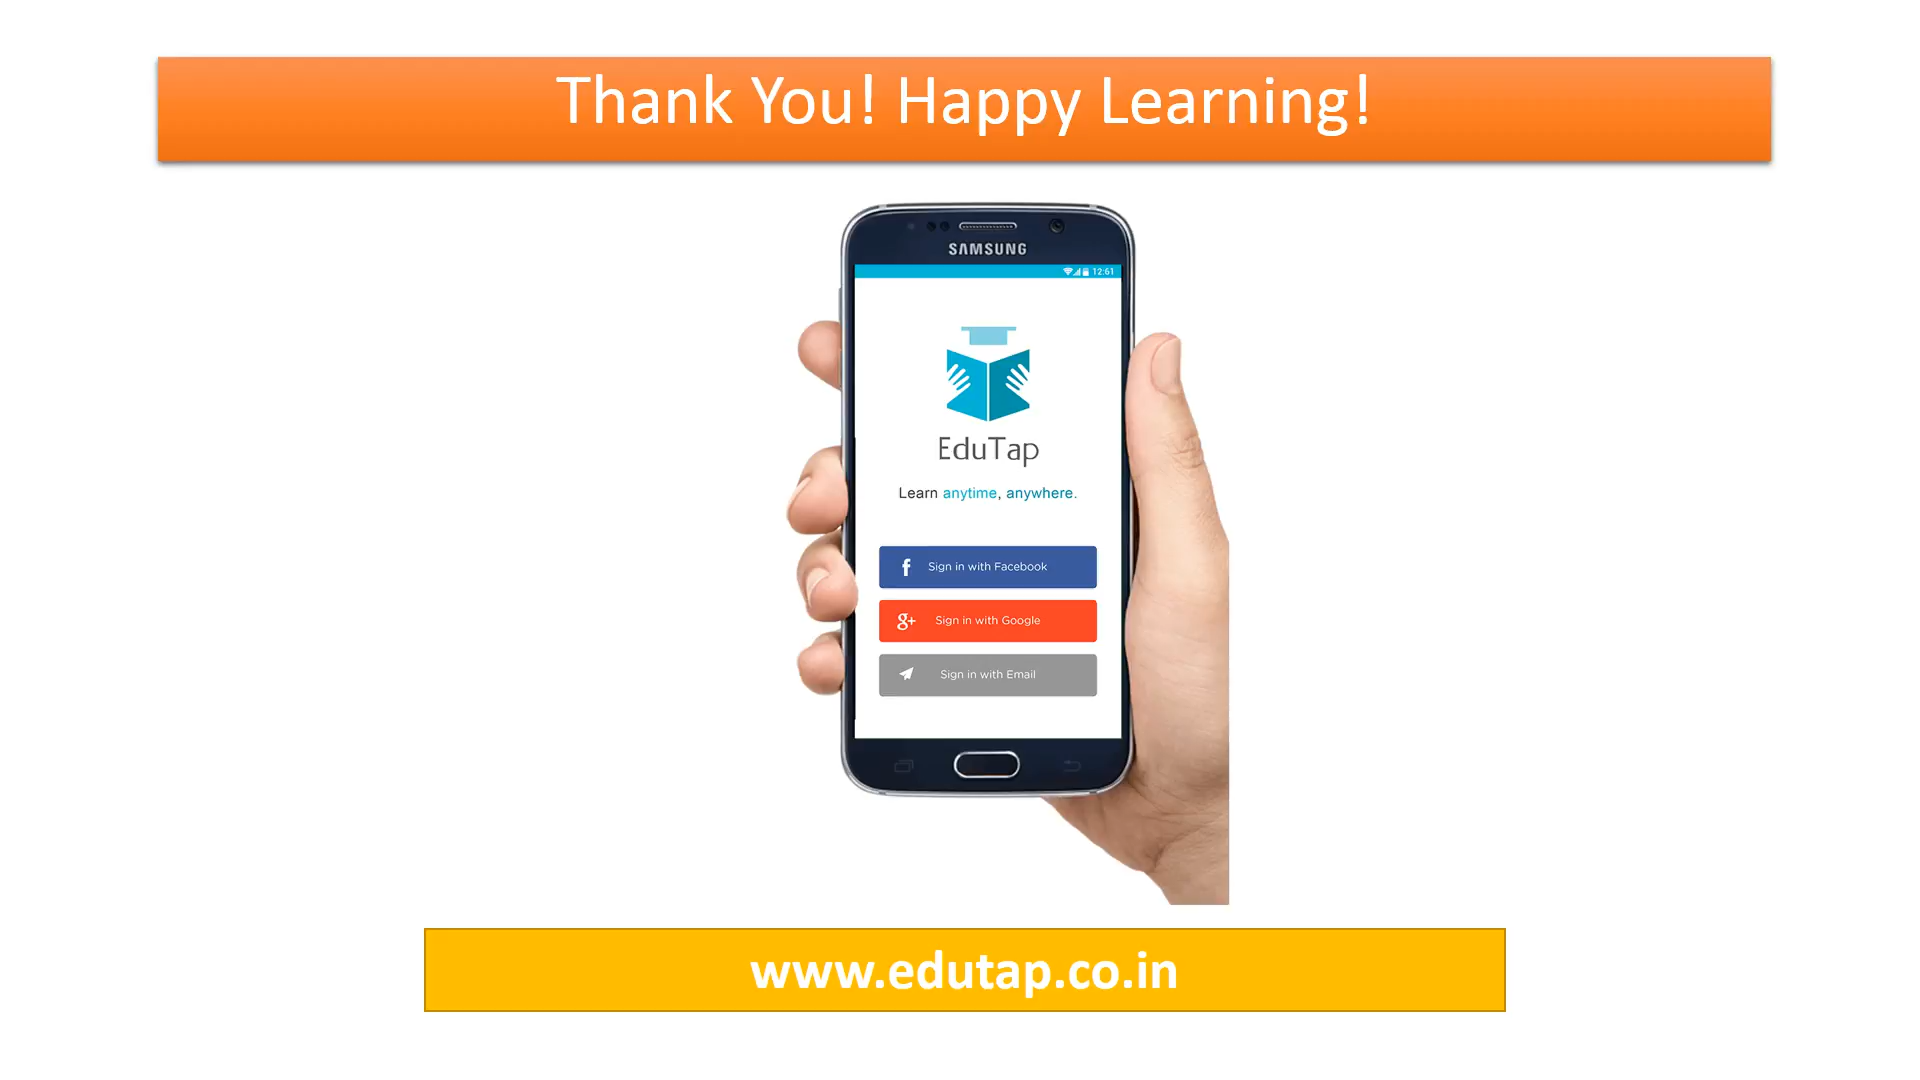 Thank You! Happy Learning!
SAMSUNG
12:61
EduTap
Learn anytime, anywhere.
f Sign in with Facebook
g+ Sign in with Google
Sign in with Email
www.edutap.co.in